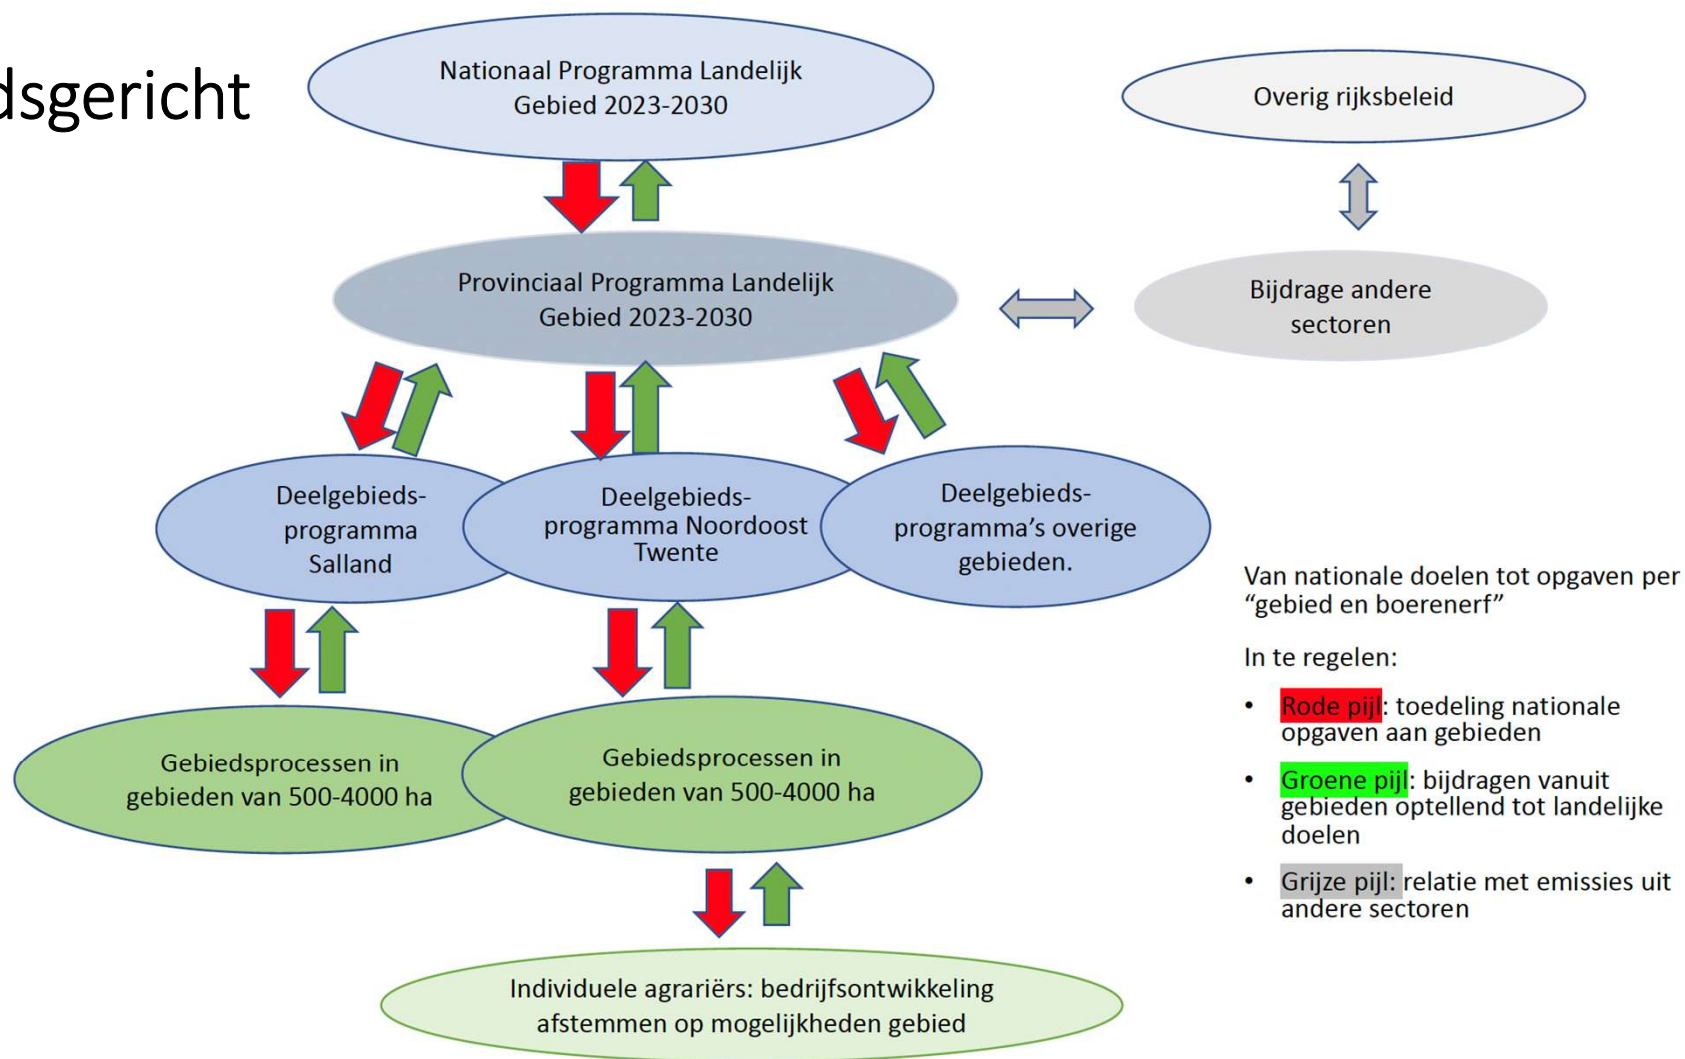 dsgericht
Nationaal Programma Landelijk
Gebied 2023-2030
Overig rijksbeleid
Provinciaal Programma Landelijk
Gebied 2023-2030
Bijdrage andere
sectoren
Deelgebieds-
programma
Salland
Deelgebieds-
programma Noordoost
Twente
Deelgebieds-
programma’s overige
gebieden.
Gebiedsprocessen in
gebieden van 500-4000 ha
Gebiedsprocessen in
gebieden van 500-4000 ha
Individuele agrariërs: bedrijfsontwikkeling
afstemmen op mogelijkheden gebied
Van nationale doelen tot opgaven per
“gebied en boerenerf”
In te regelen:
• Rode pijl: toedeling nationale
opgaven aan gebieden
• Groene pijl: bijdragen vanuit
gebieden optellend tot landelijke
doelen
• Grijze pijl: relatie met emissies uit
andere sectoren